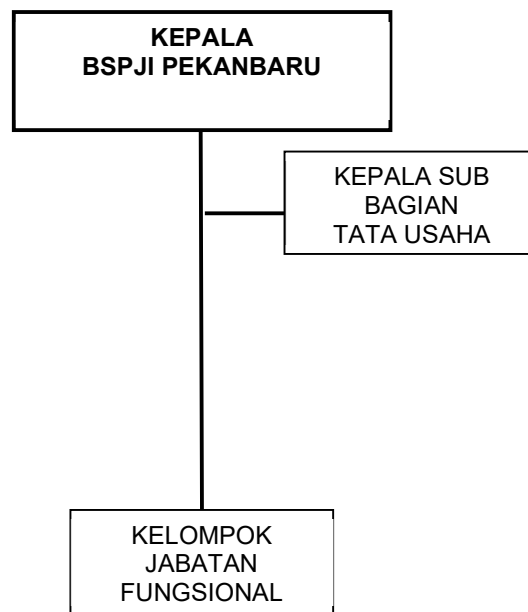 KEPALA
BSPJI PEKANBARU
KEPALA SUB
BAGIAN
TATA USAHA
KELOMPOK
JABATAN
FUNGSIONAL